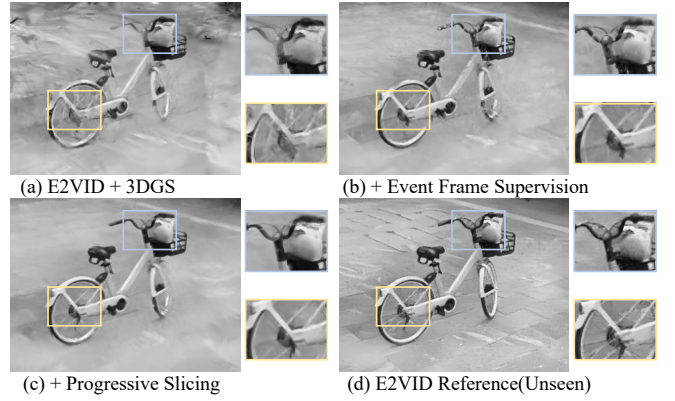 (a) E2VID + 3DGS
(b) + Event Frame Supervision
(c) + Progressive Slicing
(d) E2VID Reference(Unseen)